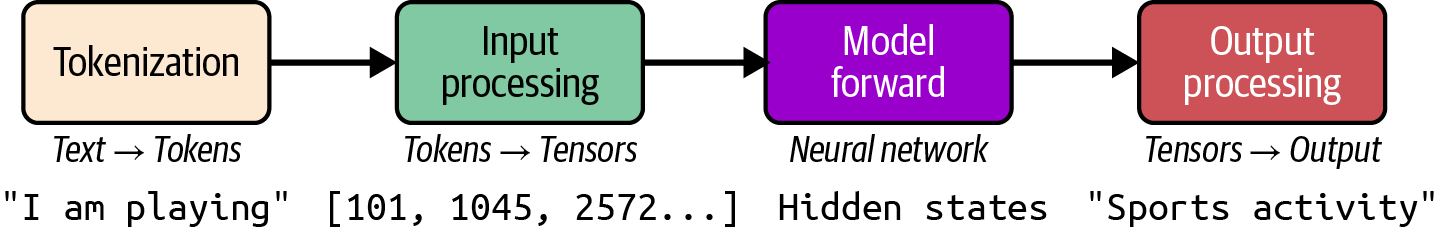 Tokenization
Input
processing
Model
forward
Output
processing
Text → Tokens
Tokens → Tensors
Neural network
Tensors → Output
"I am playing"
[101, 1045, 2572...]
Hidden states
"Sports activity"